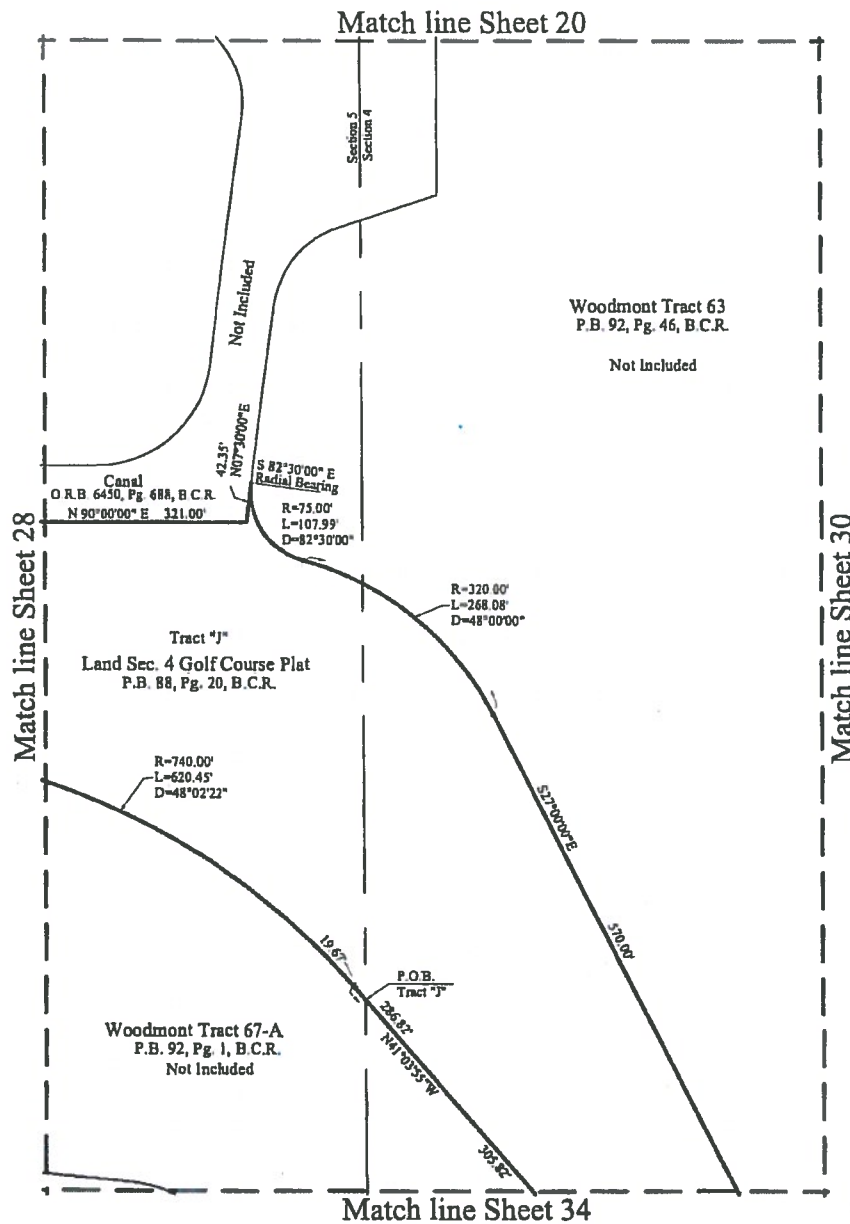 Match line Sheet 20
Section 5
Section 4
Not Included
Woodmont Tract 63
P.B. 92, Pg. 46, B.C.R.
Not Included
42.35'
N07°30'00"E
S 82°30'00" E
Radial Bearing
Canal
O.R.B. 6450, Pg. 688, B.C.R.
N 90°00'00" E 321.00'
R=75.00'
L=107.99'
D=82°30'00"
Match line Sheet 28
Match line Sheet 30
R=320.00'
L=268.08'
D=48°00'00"
Tract "J"
Land Sec. 4 Golf Course Plat
P.B. 88, Pg. 20, B.C.R.
R=740.00'
L=620.45'
D=48°02'22"
S27°00'00"E
570.00'
19.67'
P.O.B.
Tract "J"
286.82'
N41°03'55"W
305.82'
Woodmont Tract 67-A
P.B. 92, Pg. 1, B.C.R.
Not Included
Match line Sheet 34